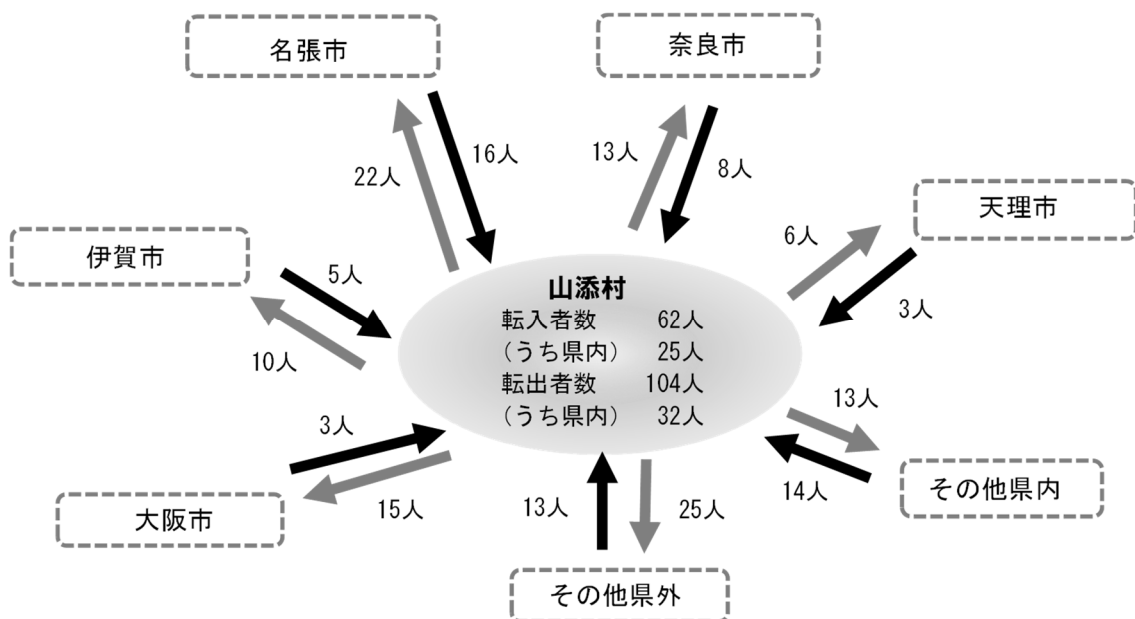 名張市
奈良市
16人
22人
13人
8人
天理市
伊賀市
6人
5人
3人
10人
山添村
転入者数 62人
(うち県内) 25人
転出者数 104人
(うち県内) 32人
13人
3人
その他県内
14人
大阪市
15人
13人
25人
その他県外